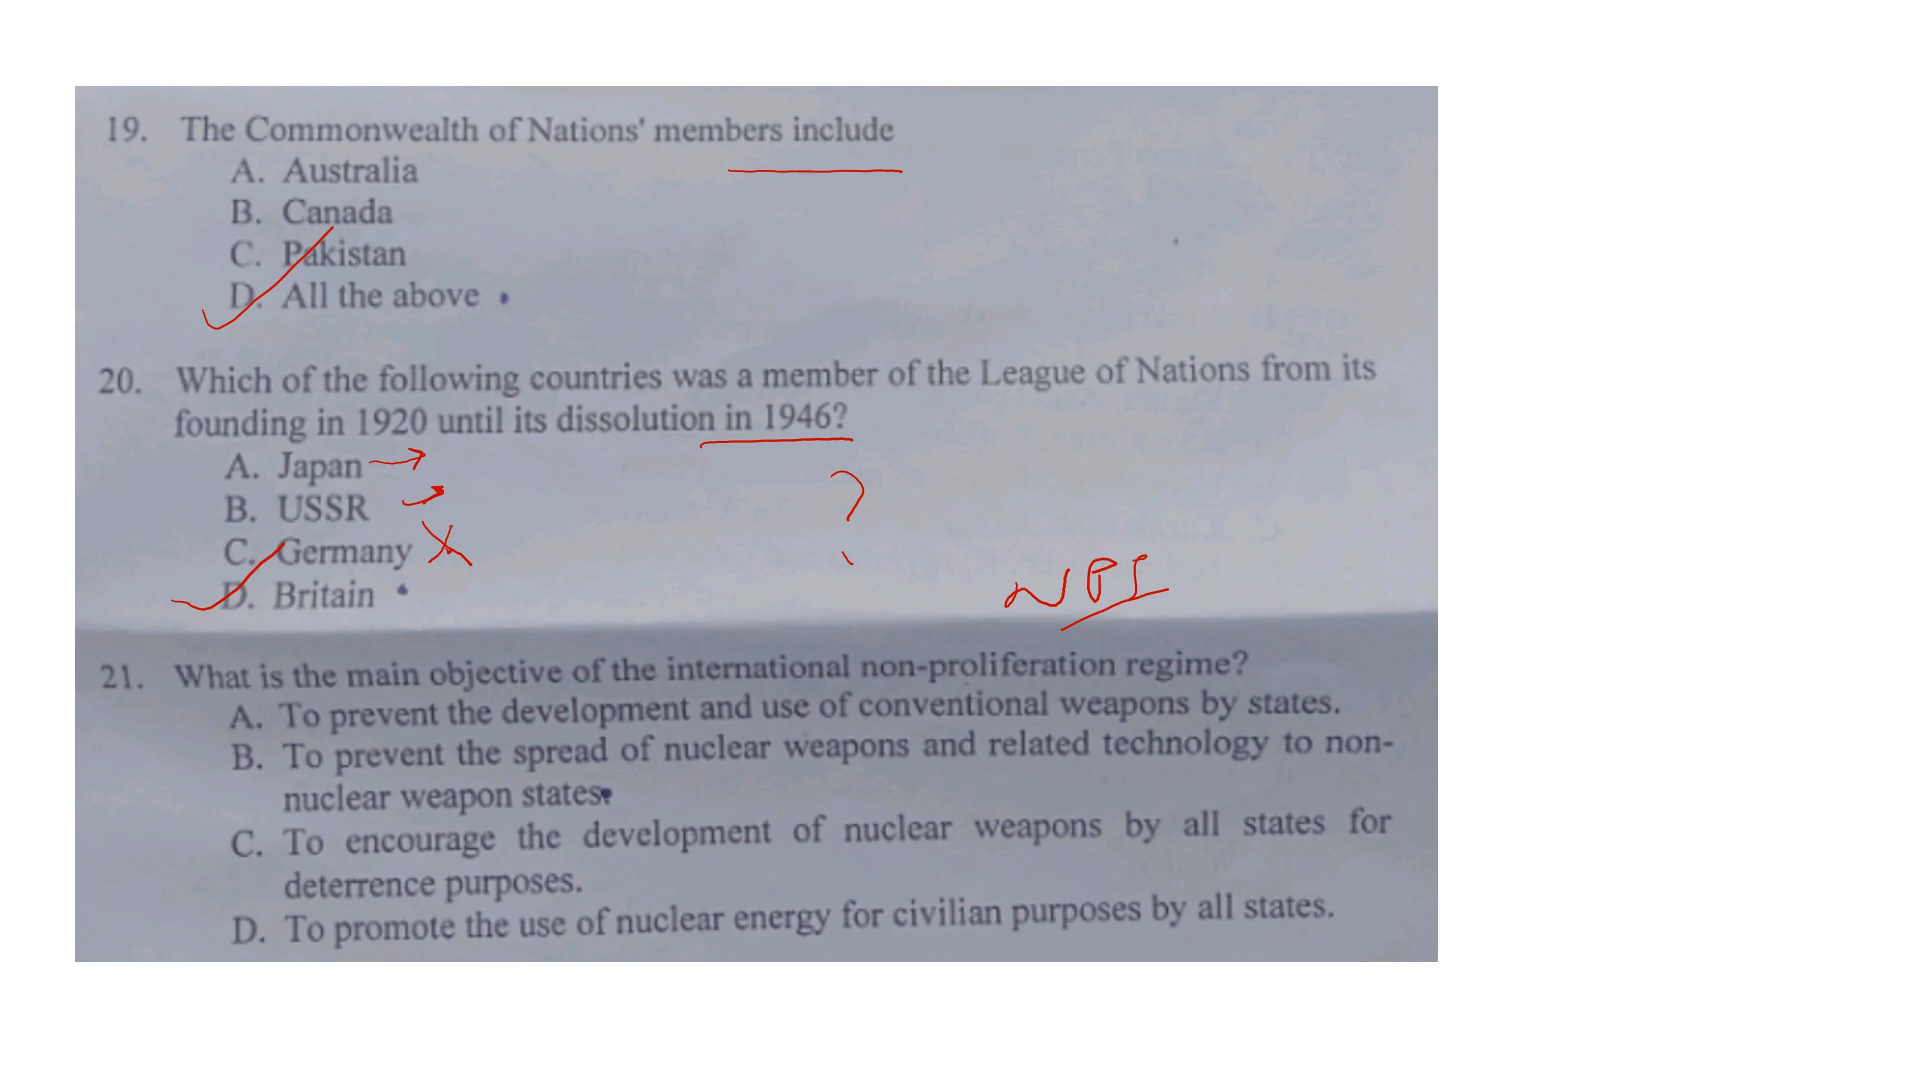 19. The Commonwealth of Nations' members include
A. Australia
B. Canada
C. Pakistan
D. All the above
20. Which of the following countries was a member of the League of Nations from its
founding in 1920 until its dissolution in 1946?
A. Japan
B. USSR
C. Germany
D. Britain
?
21. What is the main objective of the international non-proliferation regime?
A. To prevent the development and use of conventional weapons by states.
B. To prevent the spread of nuclear weapons and related technology to non-
nuclear weapon states
C. To encourage the development of nuclear weapons by all states for
deterrence purposes.
D. To promote the use of nuclear energy for civilian purposes by all states.